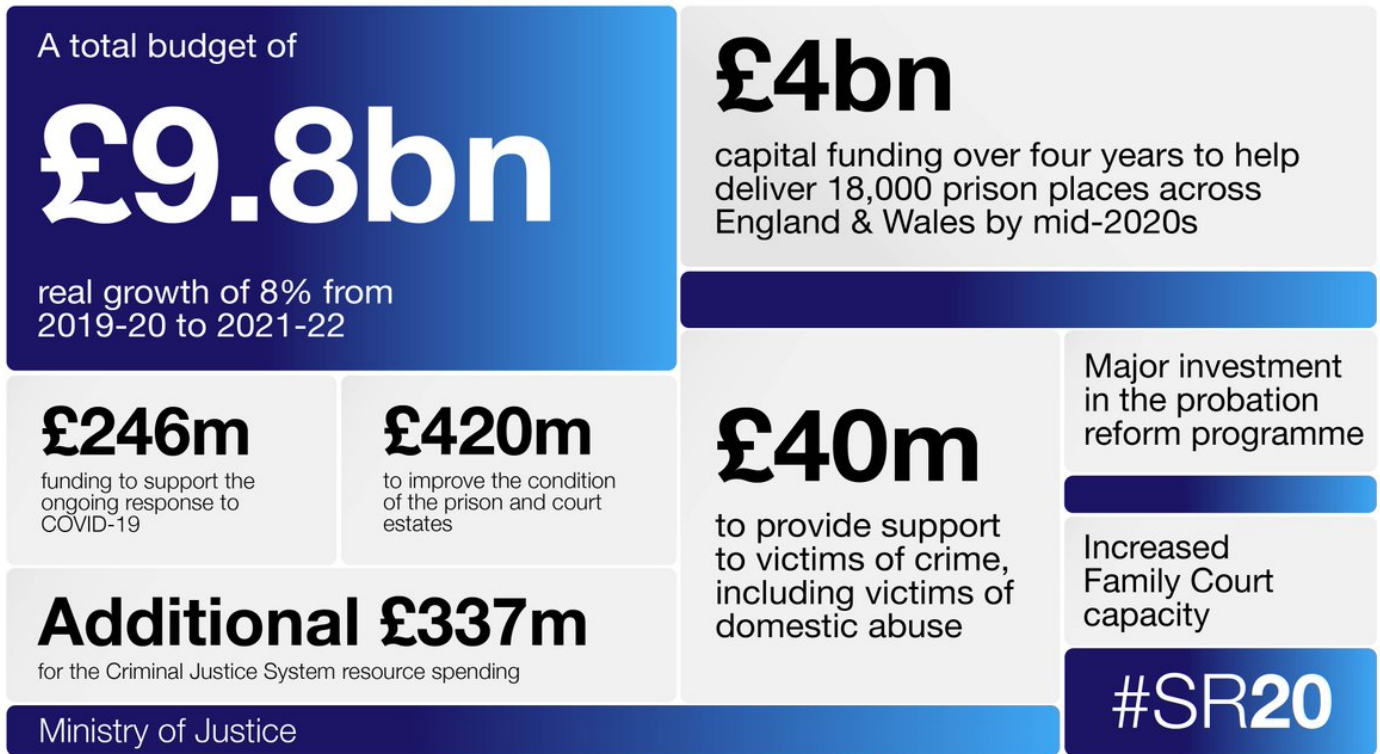 A total budget of
£9.8bn
real growth of 8% from
2019-20 to 2021-22
£4bn
capital funding over four years to help
deliver 18,000 prison places across
England & Wales by mid-2020s
£246m
funding to support the
ongoing response to
COVID-19
£420m
to improve the condition
of the prison and court
estates
Additional £337m
for the Criminal Justice System resource spending
£40m
to provide support
to victims of crime,
including victims of
domestic abuse
Major investment
in the probation
reform programme
Increased
Family Court
capacity
Ministry of Justice
#SR20